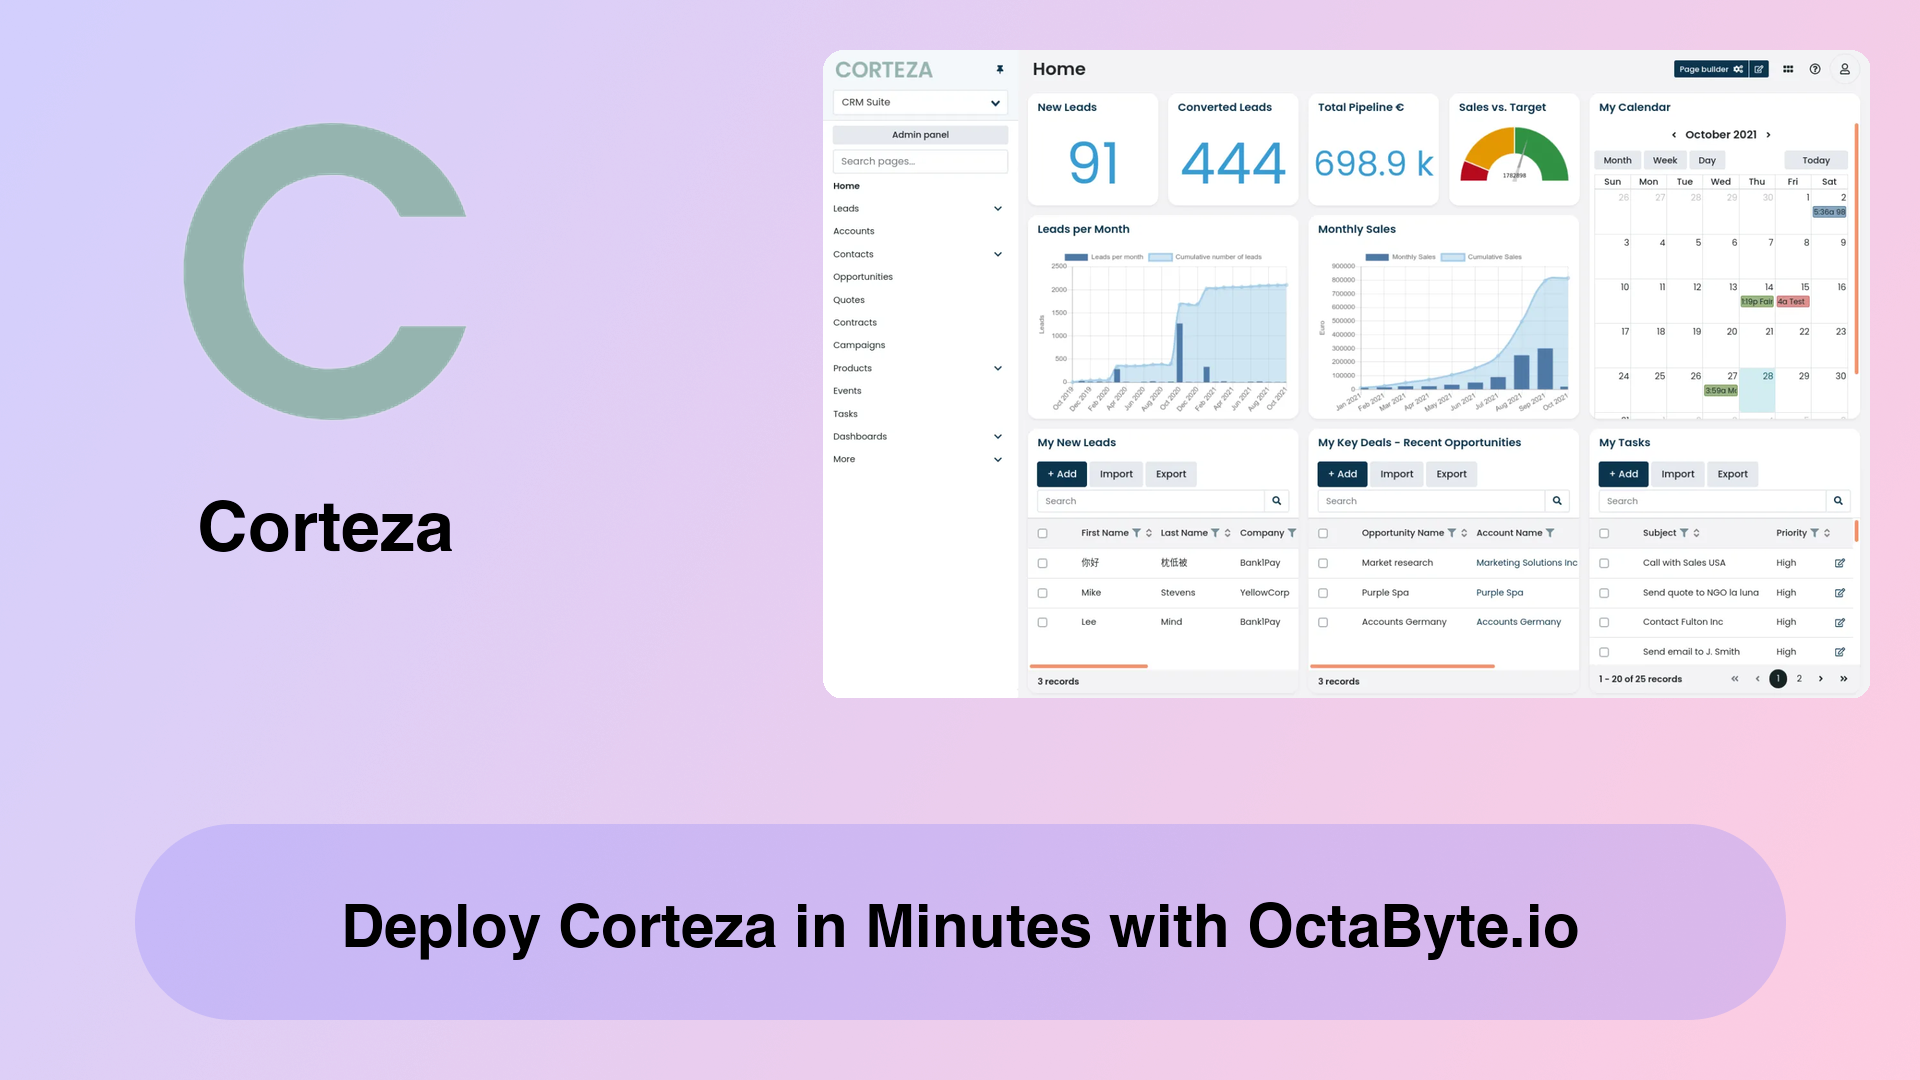 Corteza
CORTEZA
CRM Suite
Admin panel
Search pages...
Home
Leads
Accounts
Contacts
Opportunities
Quotes
Contracts
Campaigns
Products
Events
Tasks
Dashboards
More
Home
Page builder
New Leads
91
Converted Leads
444
Total Pipeline €
698.9 k
Sales vs. Target
My Calendar
October 2021
Month Week Day Today
Sun Mon Tue Wed Thu Fri Sat
26 27 28 29 30 1 2
5:36a 98
3 4 5 6 7 8 9
10 11 12 13 14 15 16
1:19p Fair 4a Test
17 18 19 20 21 22 23
24 25 26 27 28 29 30
3:59a
31
Leads per Month
Leads per month Cumulative number of leads
Leads
2500
2000
1500
1000
500
0
Oct 2019 Dec 2019 Feb 2020 Apr 2020 Jun 2020 Aug 2020 Oct 2020 Dec 2020 Feb 2021 Apr 2021 Jun 2021 Aug 2021 Oct 2021
Monthly Sales
Monthly Sales Cumulative Sales
Euro
900000
800000
700000
600000
500000
400000
300000
200000
100000
0
Jan 2021 Feb 2021 Mar 2021 Apr 2021 May 2021 Jun 2021 Jul 2021 Aug 2021 Sep 2021 Oct 2021
My New Leads
+ Add Import Export
Search
First Name Last Name Company
你好 枕低被 Bank1Pay
Mike Stevens YellowCorp
Lee Mind Bank1Pay
3 records
My Key Deals - Recent Opportunities
+ Add Import Export
Search
Opportunity Name Account Name
Market research Marketing Solutions Inc
Purple Spa Purple Spa
Accounts Germany Accounts Germany
3 records
My Tasks
+ Add Import Export
Search
Subject Priority
Call with Sales USA High
Send quote to NGO la luna High
Contact Fulton Inc High
Send email to J. Smith High
1 - 20 of 25 records « ‹ 1 2 › »
Deploy Corteza in Minutes with OctaByte.io